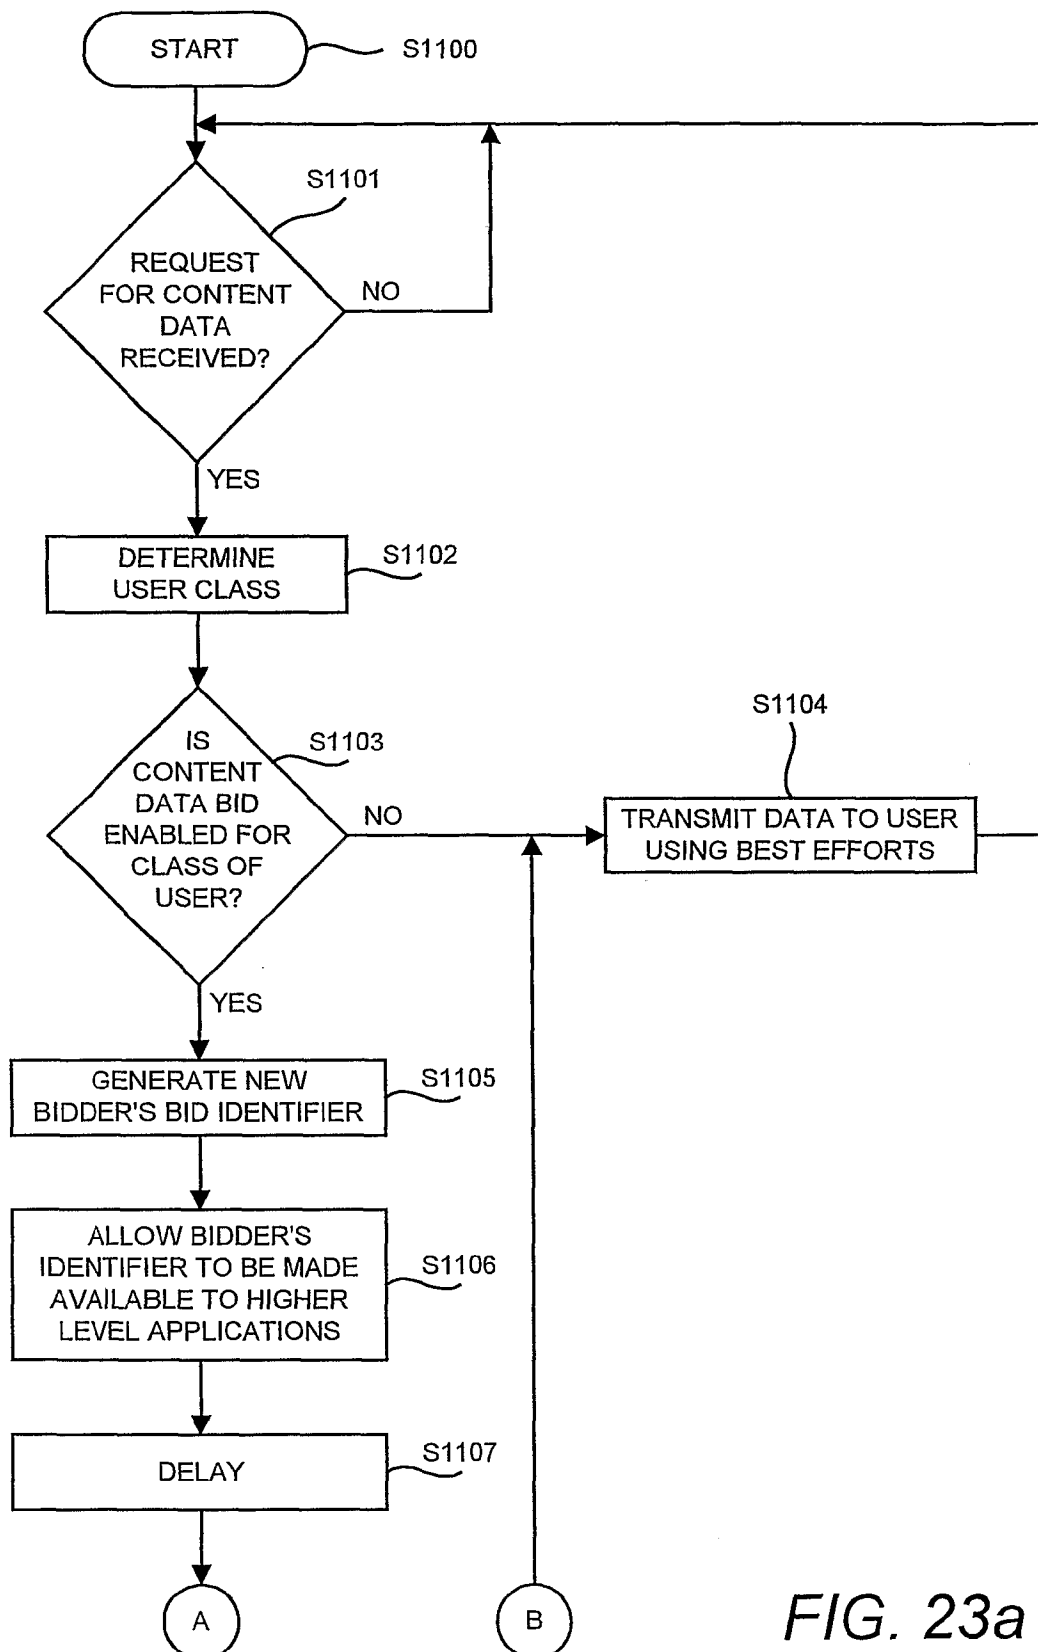 START
S1100
S1101
REQUEST
FOR CONTENT
DATA
RECEIVED?
NO
YES
DETERMINE
USER CLASS
S1102
IS
CONTENT
DATA BID
ENABLED FOR
CLASS OF
USER?
S1103
NO
S1104
TRANSMIT DATA TO USER
USING BEST EFFORTS
YES
GENERATE NEW
BIDDER'S BID IDENTIFIER
S1105
ALLOW BIDDER'S
IDENTIFIER TO BE MADE
AVAILABLE TO HIGHER
LEVEL APPLICATIONS
S1106
DELAY
S1107
A
B
FIG. 23a